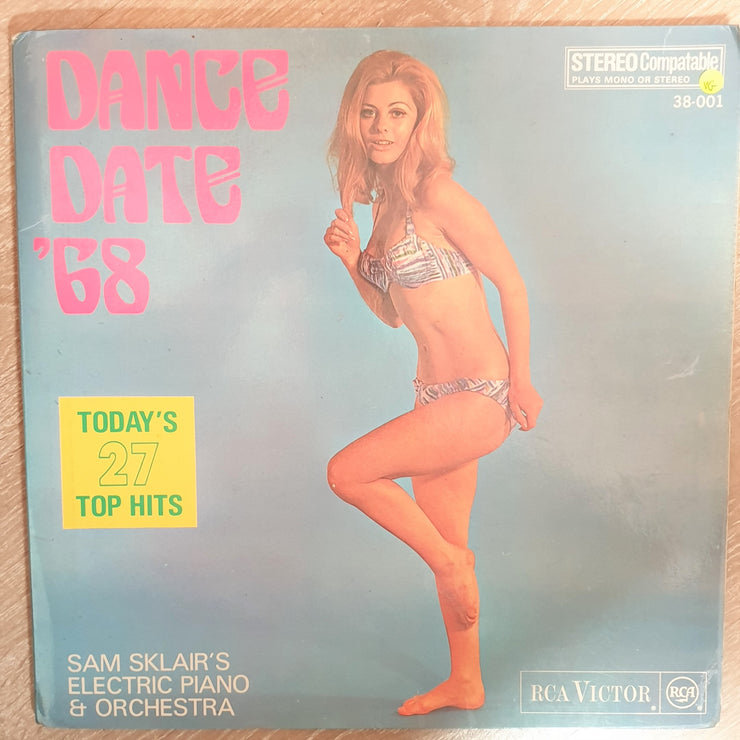 DANCE
DATE
'68
STEREO Compatable
PLAYS MONO OR STEREO
VG-
38-001
TODAY'S
27
TOP HITS
SAM SKLAIR'S
ELECTRIC PIANO
& ORCHESTRA
RCA VICTOR
RCA